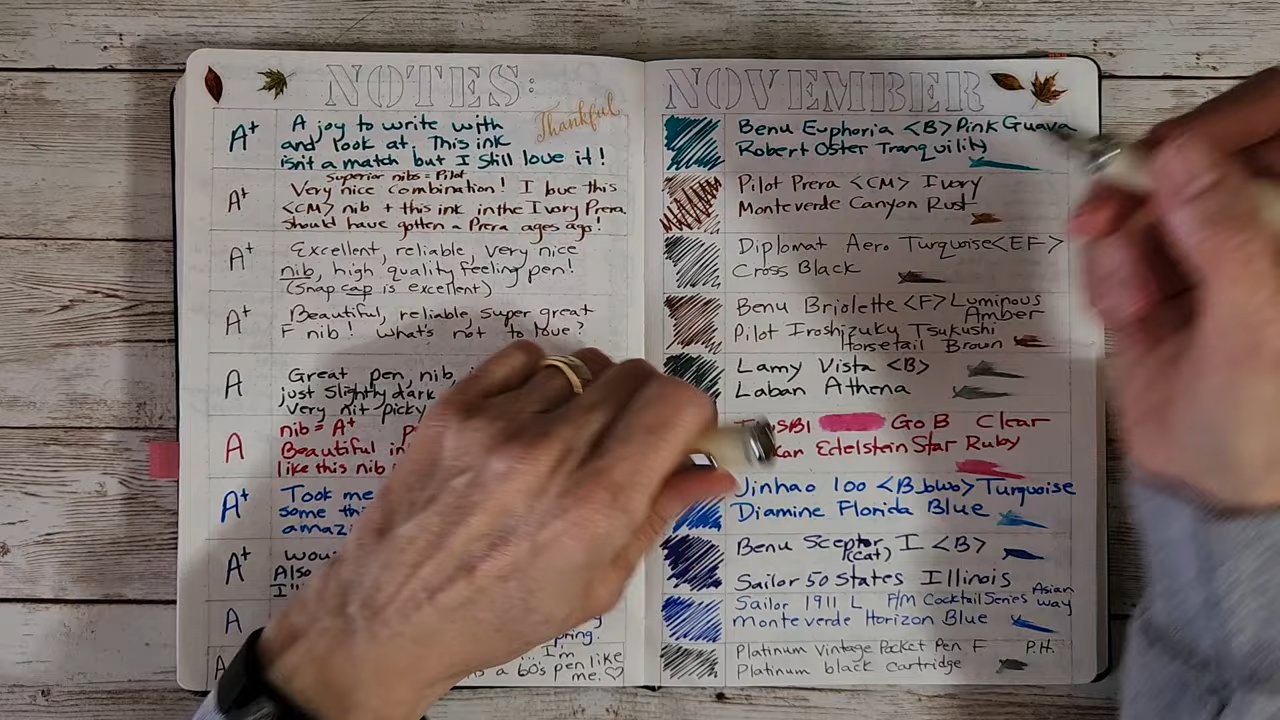 NOTES:
Thankful
A+
A joy to write with
and look at. This ink
isn't a match but I still love it!
A+
superior nibs = Pilot
Very nice combination! I love this
<CM> nib + this ink in the Ivory Prera
Should have gotten a Prera ages ago!
A+
Excellent, reliable, very nice
nib, high quality feeling pen!
(Snap cap is excellent)
A+
Beautiful, reliable, super great
F nib! What's not to love?
A
Great pen, nib,
just slightly dark
very nit picky
A
nib = A+
Beautiful
like this nib
A+
Took me
some
A+
Also
A
I'm
a 60's pen like
me. ♡
NOVEMBER
Benu Euphoria <B> Pink Guava
Robert Oster Tranquility
Pilot Prera <CM> Ivory
Monteverde Canyon Rust
Diplomat Aero Turquoise <EF>
Cross Black
Benu Briolette <F> Luminous
Amber
Pilot Iroshizuky Tsukushi
Horsetail Brown
Lamy Vista <B>
Laban Athena
Go B Clear
Edelstein Star Ruby
Jinhao 100 <B_bwo> Turquoise
Diamine Florida Blue
Benu Scepter I <B>
(cat)
Sailor 50 States Illinois
Sailor 1911 L P/M Cocktail Series Asian
way
Monteverde Horizon Blue
Platinum Vintage Pocket Pen F P.H.
Platinum black Cartridge